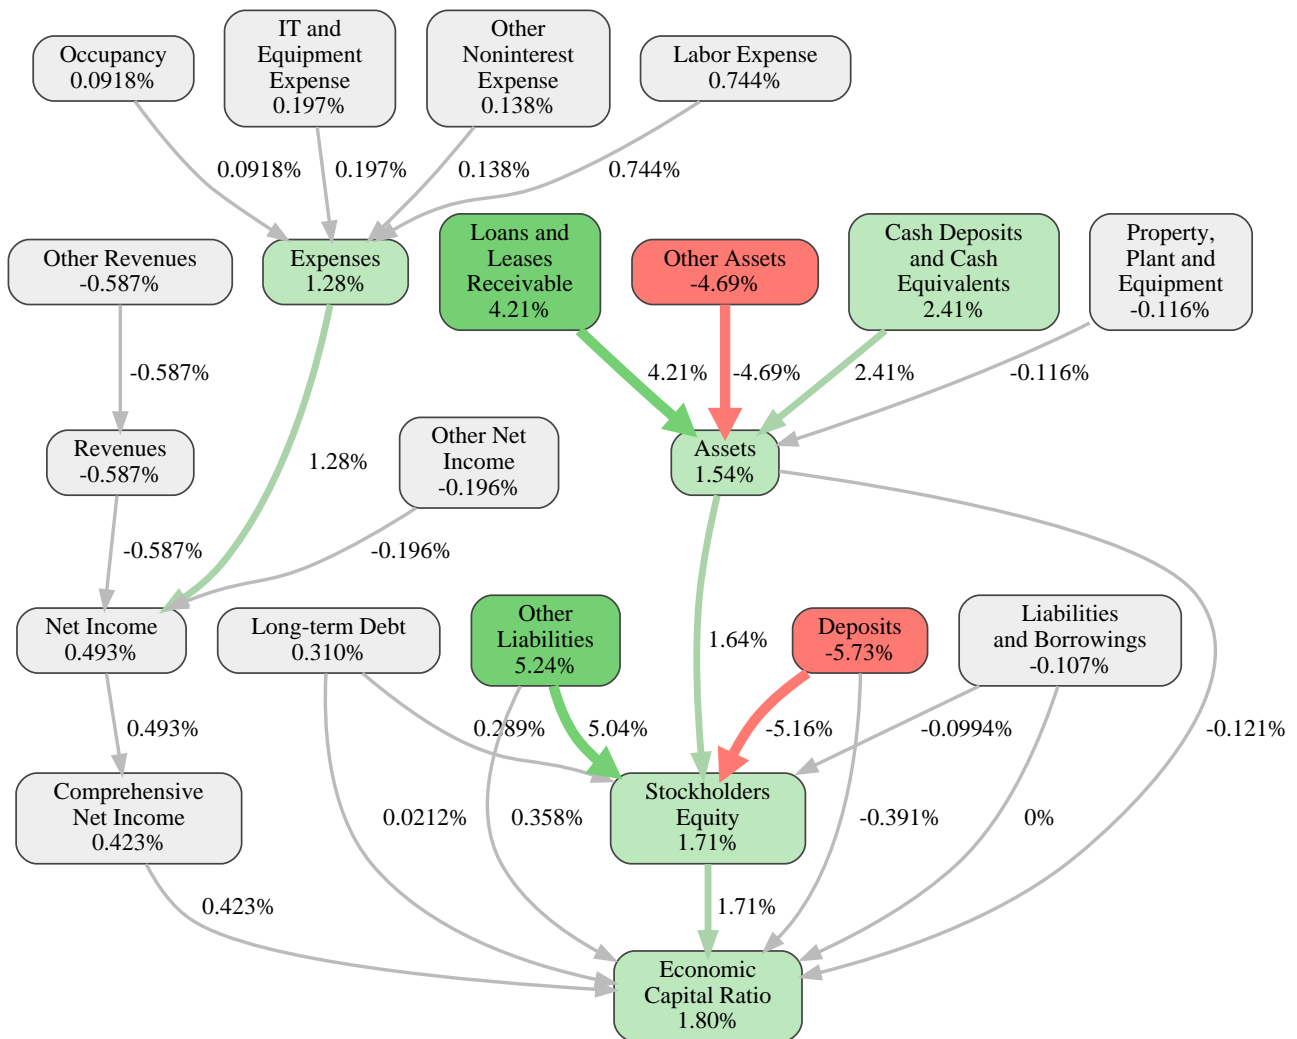 Occupancy
0.0918%
IT and
Equipment
Expense
0.197%
Other
Noninterest
Expense
0.138%
Labor Expense
0.744%
0.0918%
0.197%
0.138%
0.744%
Other Revenues
-0.587%
Expenses
1.28%
Loans and
Leases
Receivable
4.21%
Other Assets
-4.69%
Cash Deposits
and Cash
Equivalents
2.41%
Property,
Plant and
Equipment
-0.116%
-0.587%
4.21%
-4.69%
2.41%
-0.116%
Revenues
-0.587%
1.28%
Other Net
Income
-0.196%
Assets
1.54%
-0.587%
-0.196%
Net Income
0.493%
Long-term Debt
0.310%
Other
Liabilities
5.24%
1.64%
Deposits
-5.73%
Liabilities
and Borrowings
-0.107%
0.493%
0.289%
5.04%
-5.16%
-0.0994%
-0.121%
Comprehensive
Net Income
0.423%
0.0212%
0.358%
Stockholders
Equity
1.71%
-0.391%
0%
0.423%
1.71%
Economic
Capital Ratio
1.80%